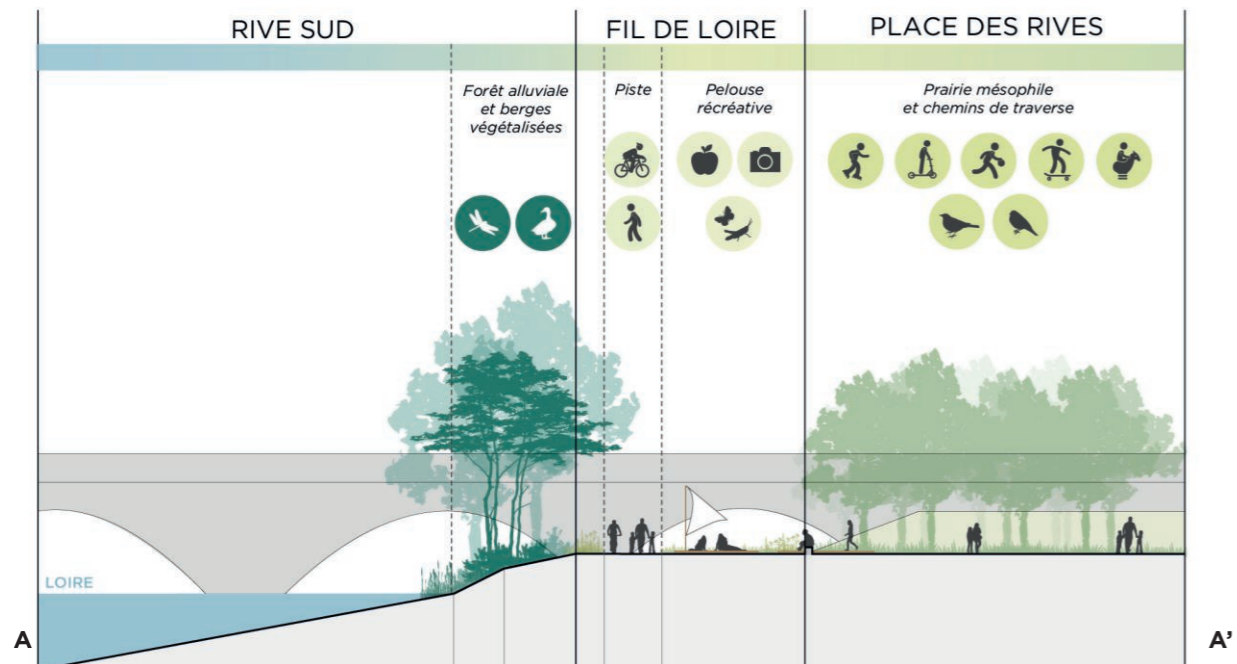 RIVE SUD
FIL DE LOIRE
PLACE DES RIVES
Forêt alluviale
et berges
végétalisées
Piste
Pelouse
récréative
Prairie mésophile
et chemins de traverse
LOIRE
A
A'